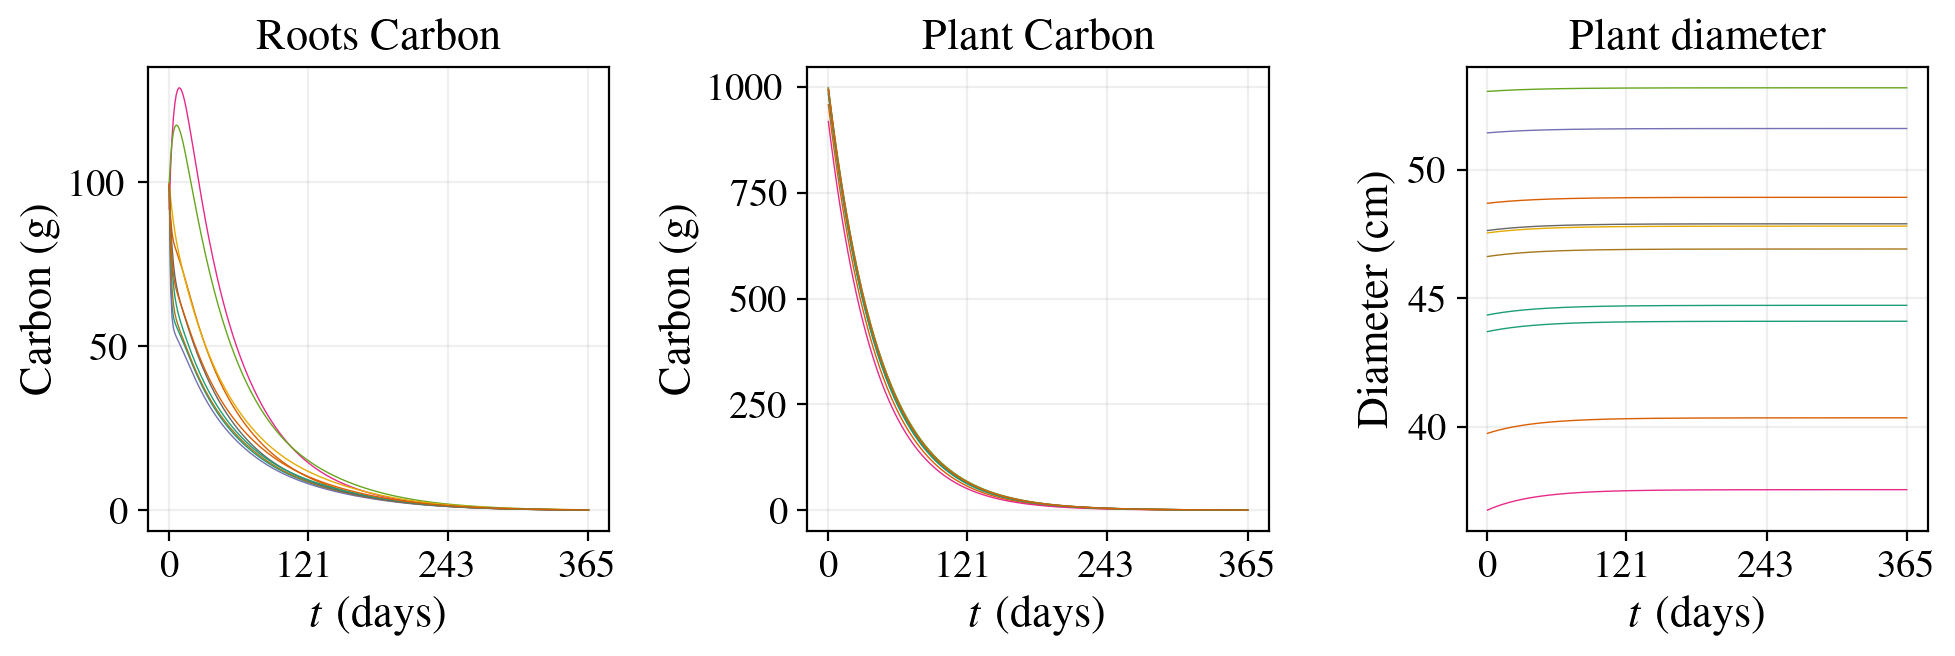 Roots Carbon
Carbon (g)
100
50
0
0 121 243 365
t (days)
Plant Carbon
Carbon (g)
1000
750
500
250
0
0 121 243 365
t (days)
Plant diameter
Diameter (cm)
50
45
40
0 121 243 365
t (days)